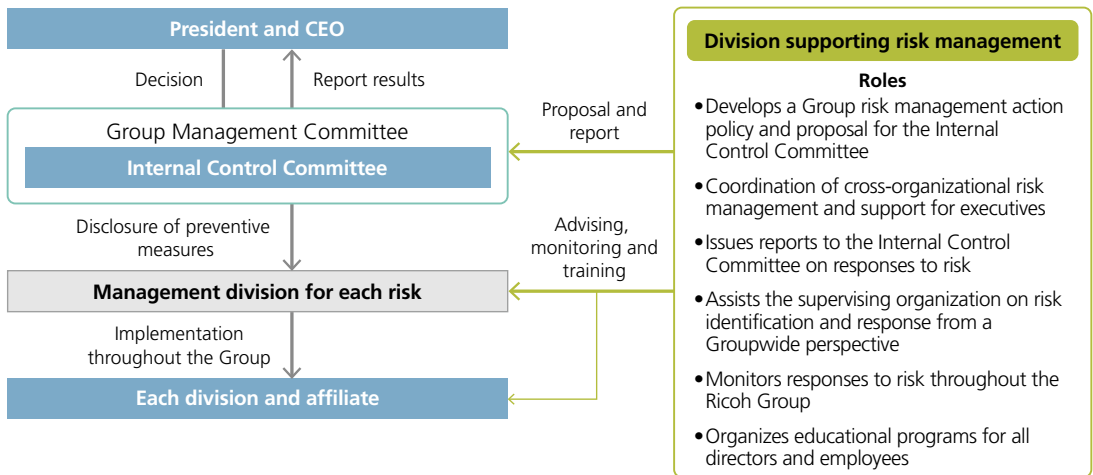 President and CEO
Decision
Report results
Group Management Committee
Internal Control Committee
Disclosure of preventive
measures
Management division for each risk
Implementation
throughout the Group
Each division and affiliate
Proposal and
report
Advising,
monitoring and
training
Division supporting risk management
Roles
•Develops a Group risk management action
policy and proposal for the Internal
Control Committee
•Coordination of cross-organizational risk
management and support for executives
•Issues reports to the Internal Control
Committee on responses to risk
•Assists the supervising organization on risk
identification and response from a
Groupwide perspective
•Monitors responses to risk throughout the
Ricoh Group
•Organizes educational programs for all
directors and employees